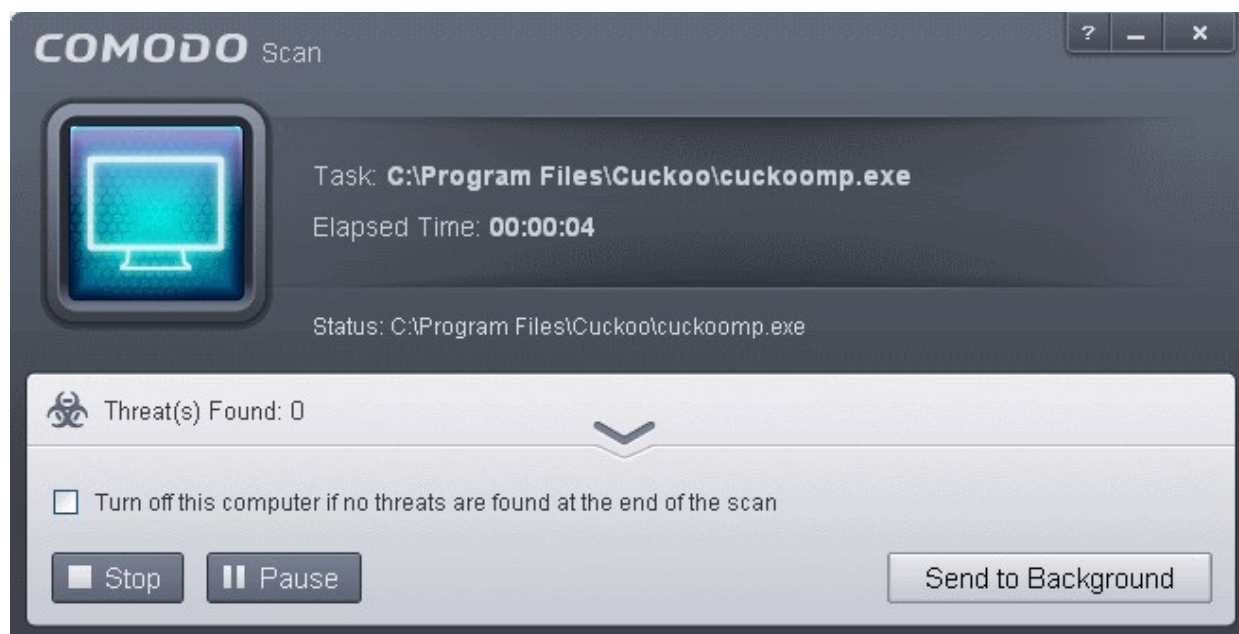 COMODO Scan
?
Task: C:\Program Files\Cuckoo\cuckoomp.exe
Elapsed Time: 00:00:04
Status: C:\Program Files\Cuckoo\cuckoomp.exe
Threat(s) Found: 0
Turn off this computer if no threats are found at the end of the scan
Stop
Pause
Send to Background